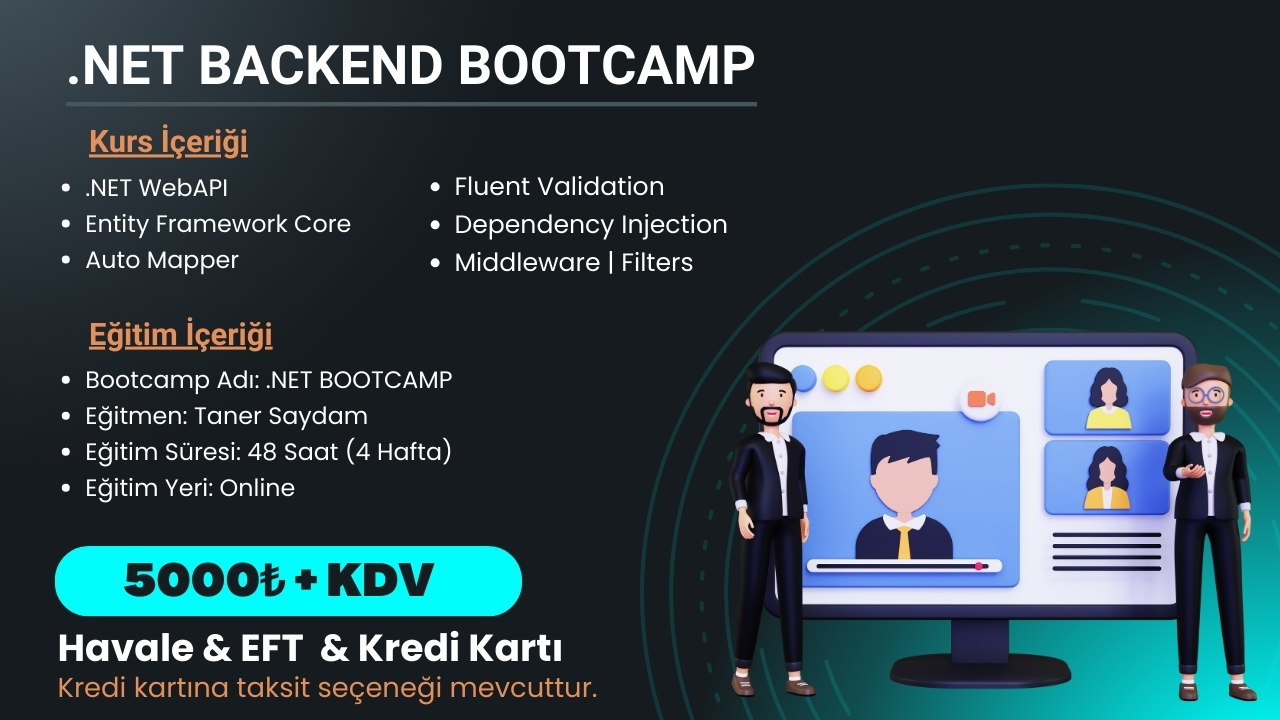 .NET BACKEND BOOTCAMP
Kurs İçeriği
.NET WebAPI
Entity Framework Core
Auto Mapper
Fluent Validation
Dependency Injection
Middleware | Filters
Eğitim İçeriği
Bootcamp Adı: .NET BOOTCAMP
Eğitmen: Taner Saydam
Eğitim Süresi: 48 Saat (4 Hafta)
Eğitim Yeri: Online
5000₺ + KDV
Havale & EFT & Kredi Kartı
Kredi kartına taksit seçeneği mevcuttur.